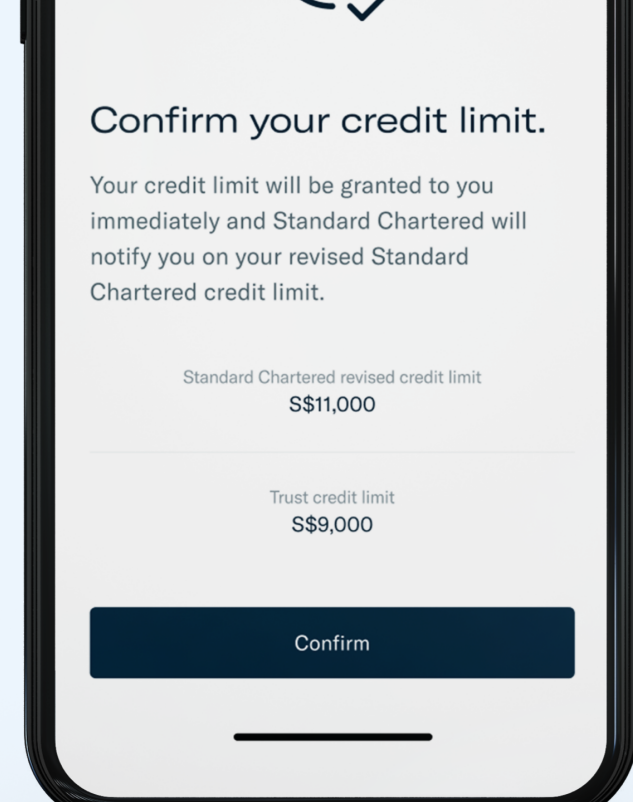 Confirm your credit limit.
Your credit limit will be granted to you
immediately and Standard Chartered will
notify you on your revised Standard
Chartered credit limit.
Standard Chartered revised credit limit
S$11,000
Trust credit limit
S$9,000
Confirm